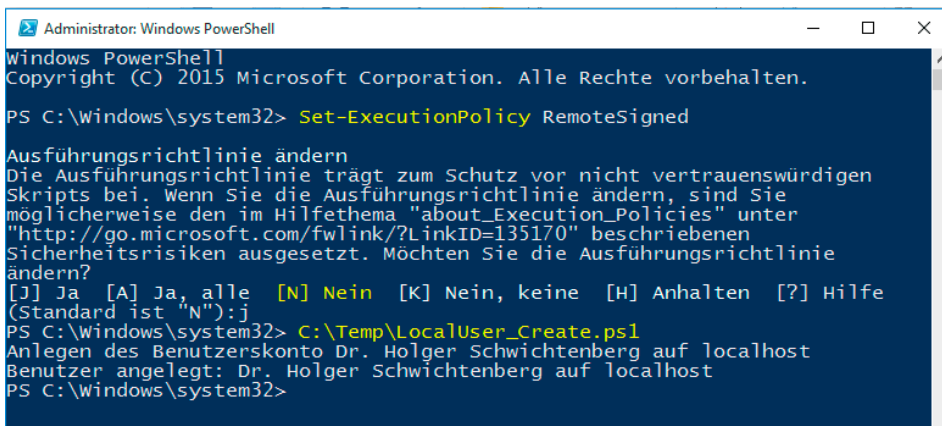 Administrator: Windows PowerShell
Windows PowerShell
Copyright (C) 2015 Microsoft Corporation. Alle Rechte vorbehalten.
PS C:\Windows\system32> Set-ExecutionPolicy RemoteSigned
Ausführungsrichtlinie ändern
Die Ausführungsrichtlinie trägt zum Schutz vor nicht vertrauenswürdigen
Skripts bei. Wenn Sie die Ausführungsrichtlinie ändern, sind Sie
möglicherweise den im Hilfethema "about_Execution_Policies" unter
"http://go.microsoft.com/fwlink/?LinkID=135170" beschriebenen
Sicherheitsrisiken ausgesetzt. Möchten Sie die Ausführungsrichtlinie
ändern?
[J] Ja  [A] Ja, alle  [N] Nein  [K] Nein, keine  [H] Anhalten  [?] Hilfe
(Standard ist "N"):j
PS C:\Windows\system32> C:\Temp\LocalUser_Create.ps1
Anlegen des Benutzerskonto Dr. Holger Schwichtenberg auf localhost
Benutzer angelegt: Dr. Holger Schwichtenberg auf localhost
PS C:\Windows\system32>